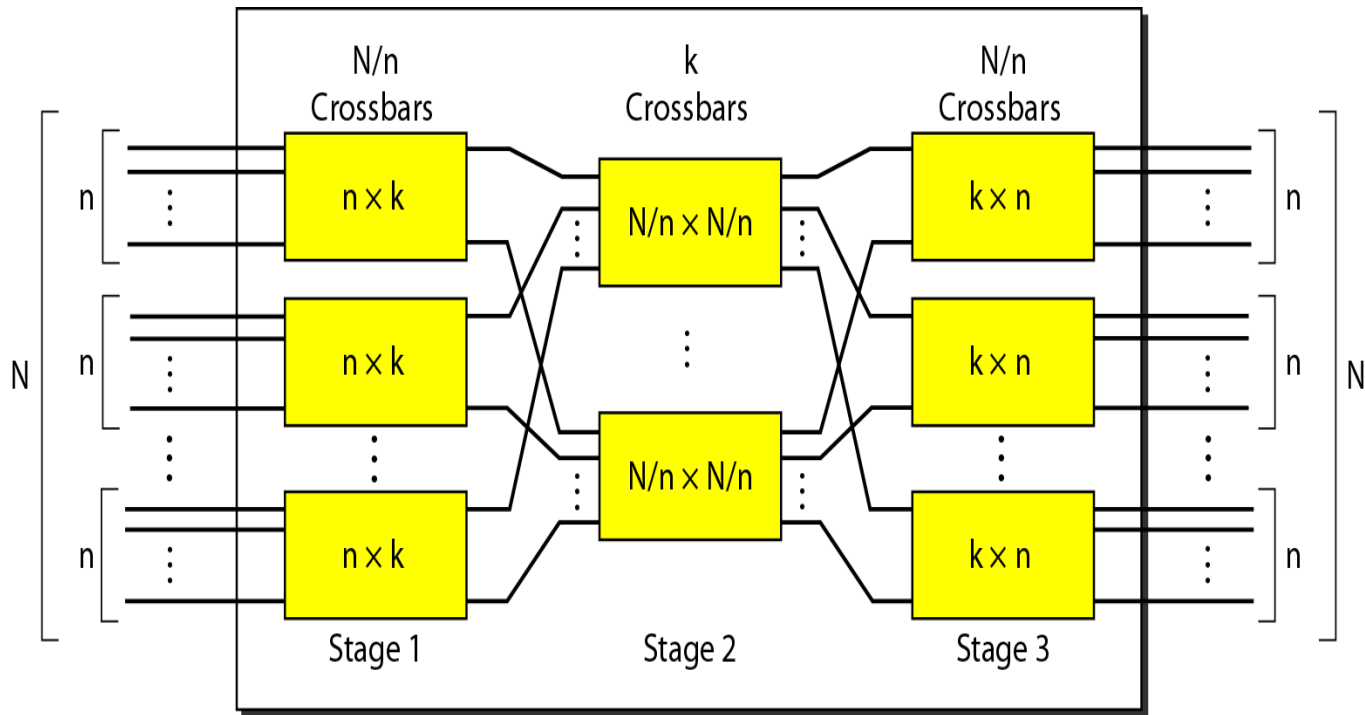 N/n
Crossbars
k
Crossbars
N/n
Crossbars
n
n × k
N/n × N/n
k × n
n
N
n
n × k
k × n
n
N
N/n × N/n
n
n × k
k × n
n
Stage 1
Stage 2
Stage 3